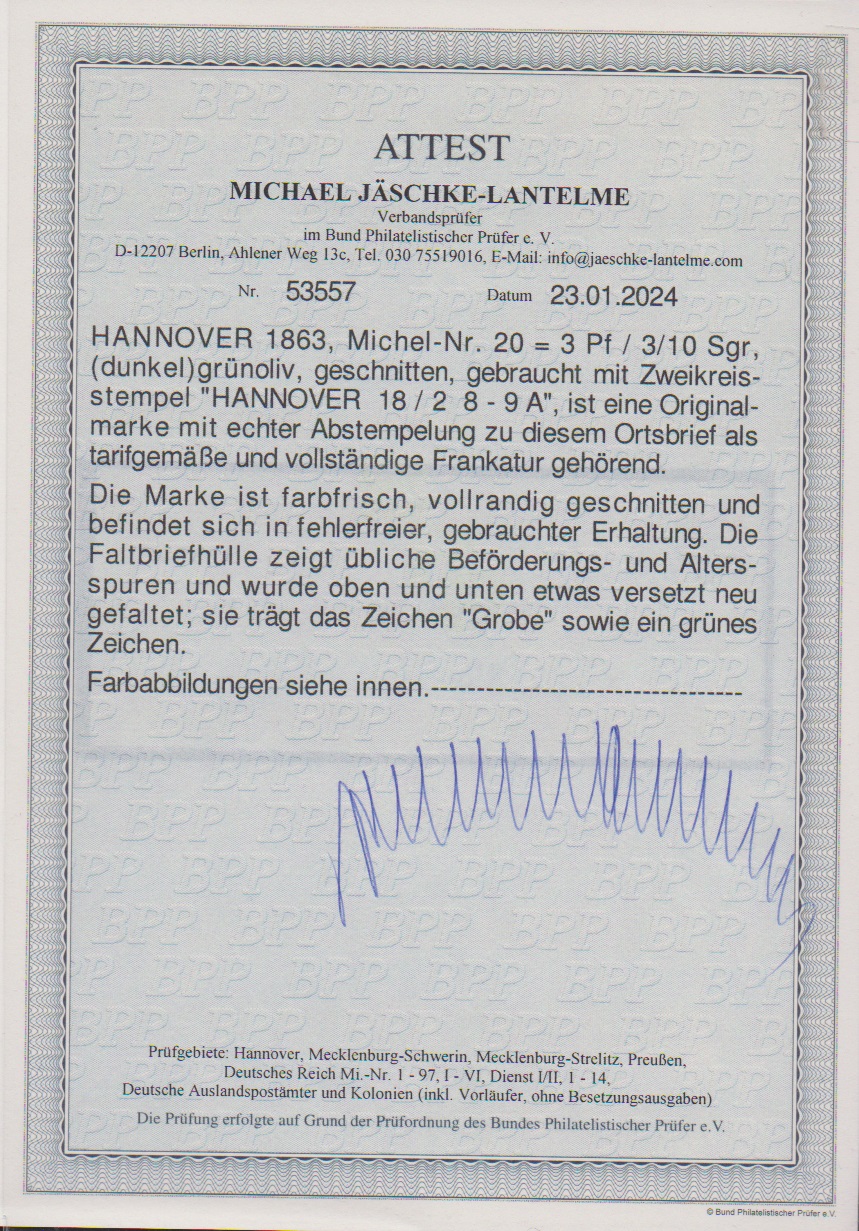 ATTEST
MICHAEL JÄSCHKE-LANTELME
Verbandsprüfer
im Bund Philatelistischer Prüfer e. V.
D-12207 Berlin, Ahlener Weg 13c, Tel. 030 75519016, E-Mail: info@jaeschke-lantelme.com
Nr. 53557 Datum 23.01.2024
HANNOVER 1863, Michel-Nr. 20 = 3 Pf / 3/10 Sgr,
(dunkel)grünoliv, geschnitten, gebraucht mit Zweikreis-
stempel "HANNOVER 18 / 2 8 - 9 A", ist eine Original-
marke mit echter Abstempelung zu diesem Ortsbrief als
tarifgemäße und vollständige Frankatur gehörend.
Die Marke ist farbfrisch, vollrandig geschnitten und
befindet sich in fehlerfreier, gebrauchter Erhaltung. Die
Faltbriefhülle zeigt übliche Beförderungs- und Alters-
spuren und wurde oben und unten etwas versetzt neu
gefaltet; sie trägt das Zeichen "Grobe" sowie ein grünes
Zeichen.
Farbabbildungen siehe innen.----------------------------------
Prüfgebiete: Hannover, Mecklenburg-Schwerin, Mecklenburg-Strelitz, Preußen,
Deutsches Reich Mi.-Nr. 1 - 97, I - VI, Dienst I/II, 1 - 14,
Deutsche Auslandspostämter und Kolonien (inkl. Vorläufer, ohne Besetzungsausgaben)
Die Prüfung erfolgte auf Grund der Prüfordnung des Bundes Philatelistischer Prüfer e.V.
© Bund Philatelistischer Prüfer e.V.